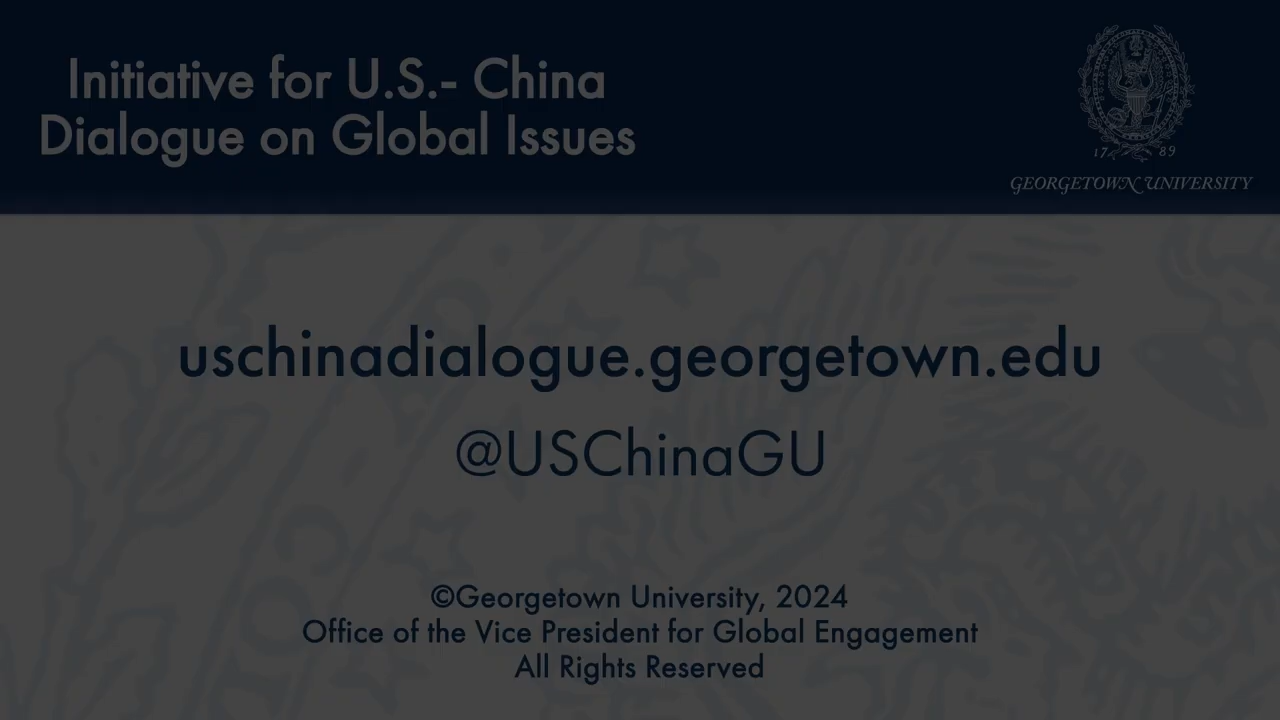 Initiative for U.S.- China
Dialogue on Global Issues
17 89
GEORGETOWN UNIVERSITY
uschinadialogue.georgetown.edu
@USChinaGU
©Georgetown University, 2024
Office of the Vice President for Global Engagement
All Rights Reserved